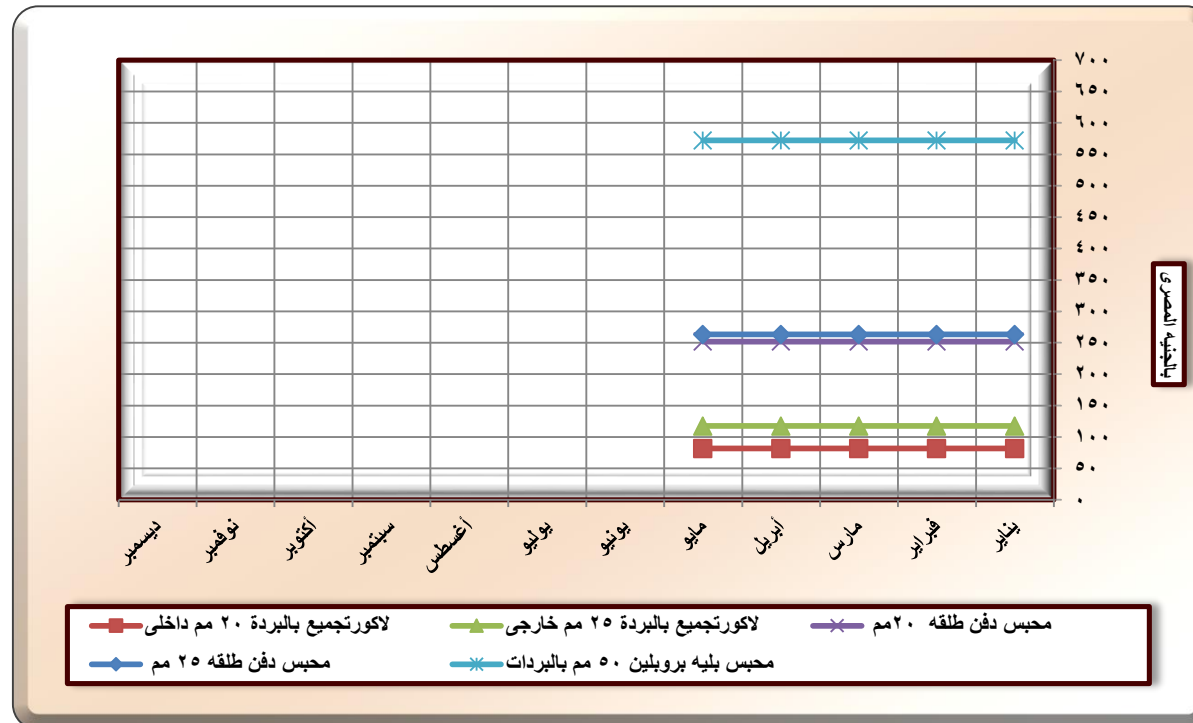 ٧٠٠
٦٥٠
٦٠٠
٥٥٠
٥٠٠
٤٥٠
٤٠٠
٣٥٠
٣٠٠
٢٥٠
٢٠٠
١٥٠
١٠٠
٥٠
٠
بالجنيه المصرى
يناير
فبراير
مارس
أبريل
مايو
يونيو
يوليو
أغسطس
سبتمبر
أكتوبر
نوفمبر
ديسمبر
محبس دفن طلقه ٢٠مم
لاكورتجميع بالبردة ٢٥ مم خارجى
لاكورتجميع بالبردة ٢٠ مم داخلى
محبس بليه بروبلين ٥٠ مم بالبردات
محبس دفن طلقه ٢٥ مم